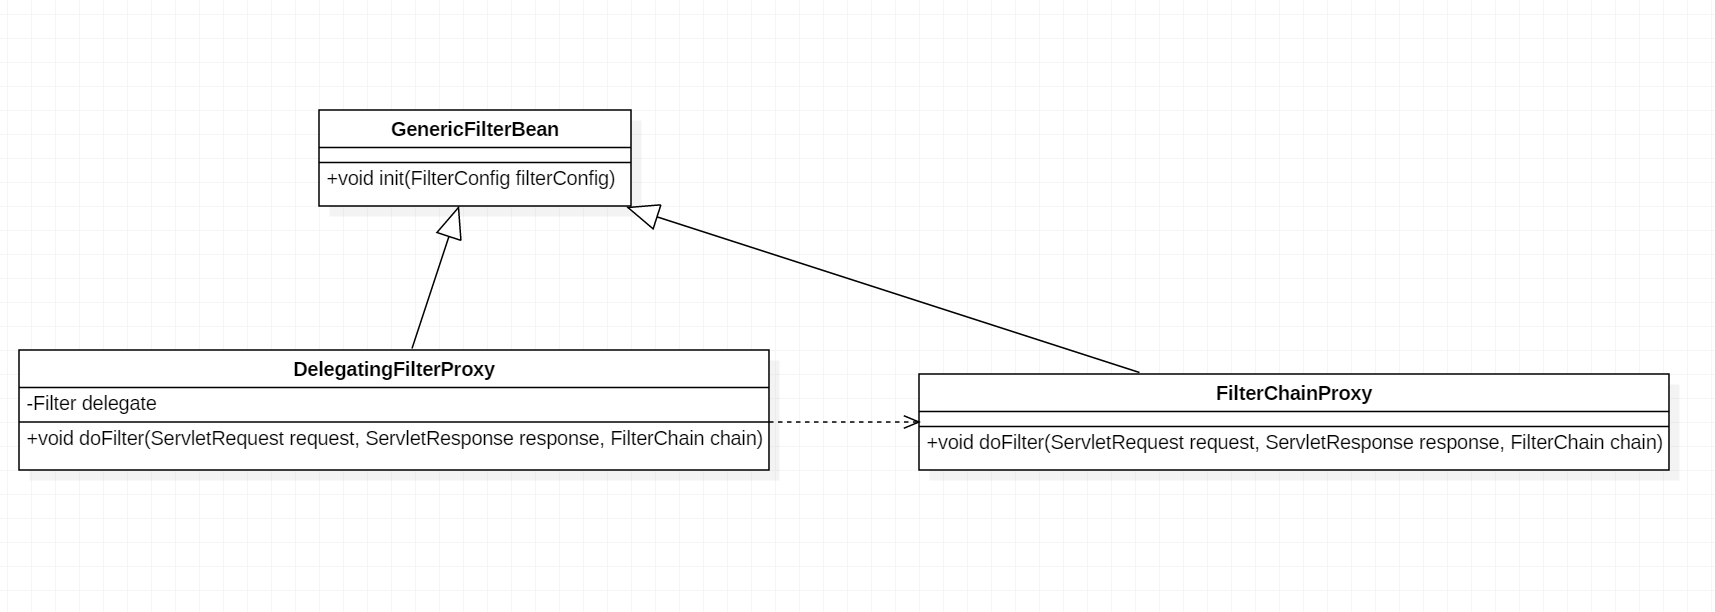 GenericFilterBean
+void init(FilterConfig filterConfig)
DelegatingFilterProxy
-Filter delegate
+void doFilter(ServletRequest request, ServletResponse response, FilterChain chain)
FilterChainProxy
+void doFilter(ServletRequest request, ServletResponse response, FilterChain chain)